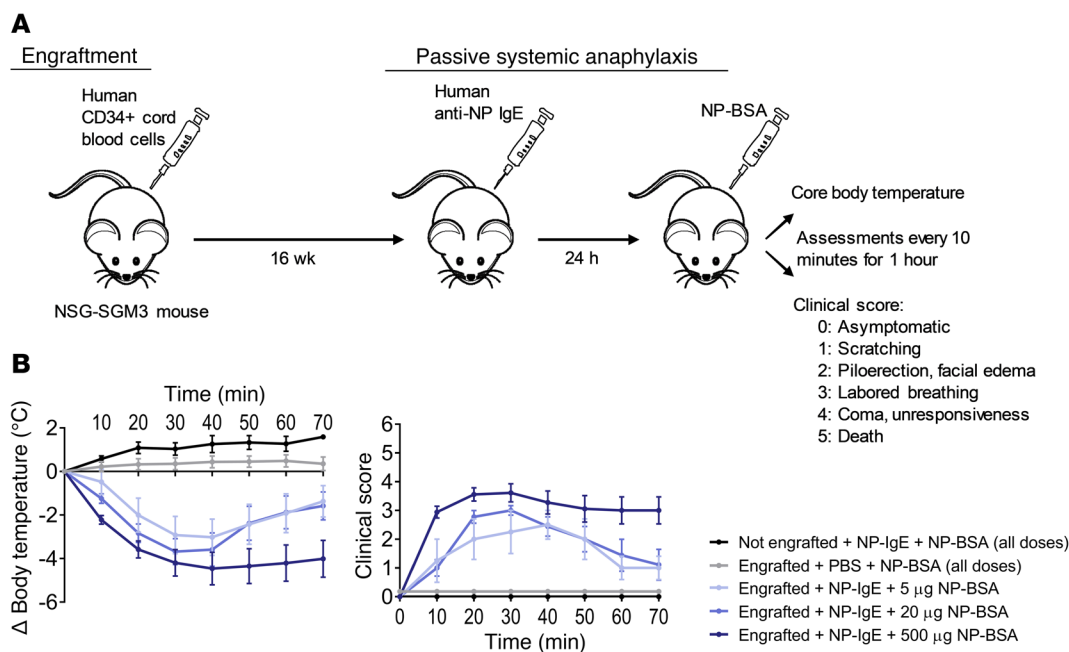 A
Engraftment
Passive systemic anaphylaxis
Human
CD34+ cord
blood cells
Human
anti-NP IgE
NP-BSA
16 wk
24 h
NSG-SGM3 mouse
Core body temperature
Assessments every 10
minutes for 1 hour
Clinical score:
0: Asymptomatic
1: Scratching
2: Piloerection, facial edema
3: Labored breathing
4: Coma, unresponsiveness
5: Death
B
Time (min)
10 20 30 40 50 60 70
2
0
-2
-4
-6
Δ Body temperature (°C)
6
5
4
3
2
1
0
Clinical score
0 10 20 30 40 50 60 70
Time (min)
Not engrafted + NP-IgE + NP-BSA (all doses)
Engrafted + PBS + NP-BSA (all doses)
Engrafted + NP-IgE + 5 μg NP-BSA
Engrafted + NP-IgE + 20 μg NP-BSA
Engrafted + NP-IgE + 500 μg NP-BSA